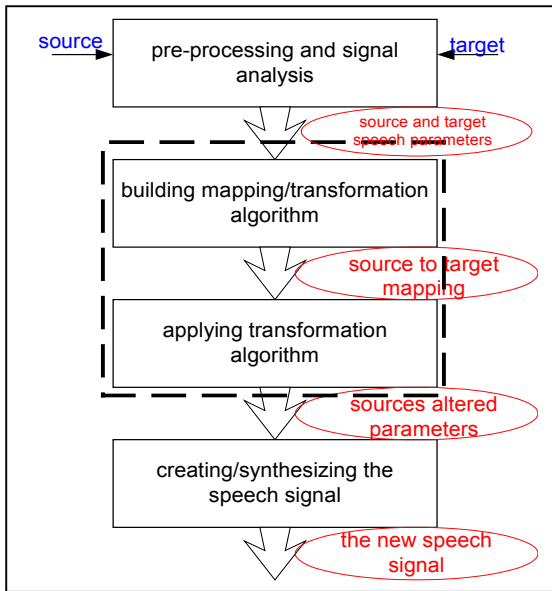 source
pre-processing and signal
analysis
target
source and target
speech parameters
building mapping/transformation
algorithm
source to target
mapping
applying transformation
algorithm
sources altered
parameters
creating/synthesizing the
speech signal
the new speech
signal